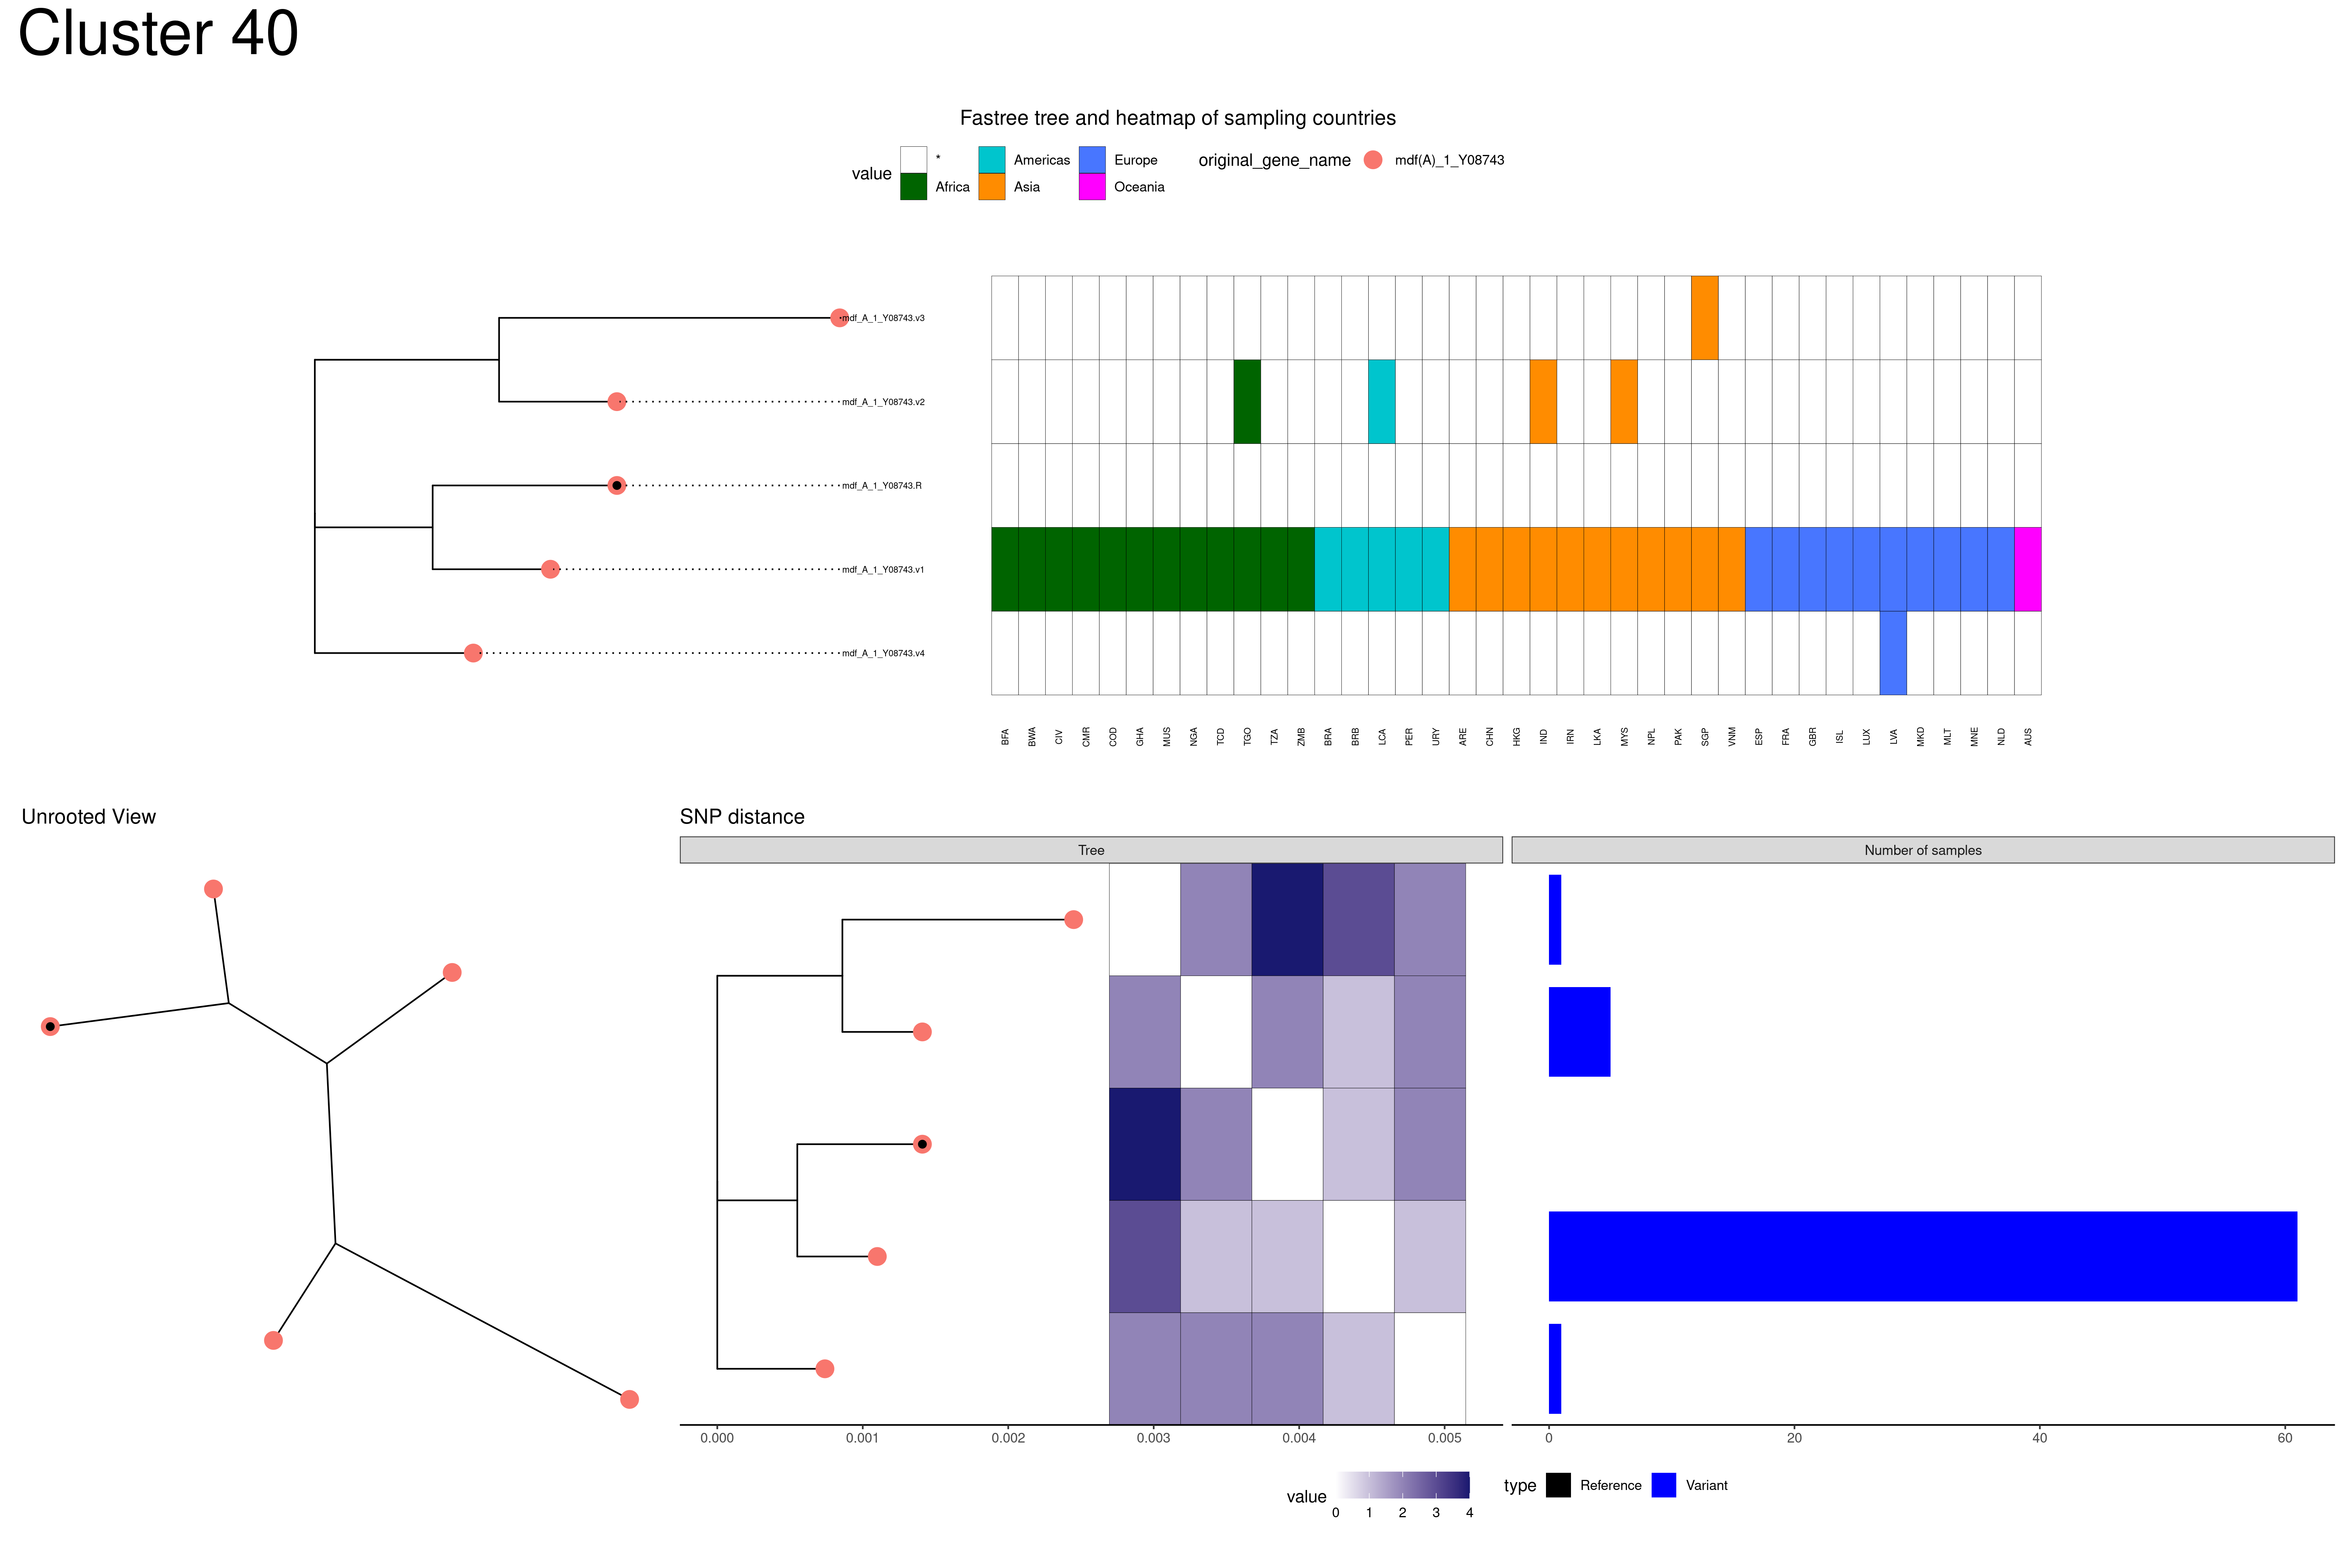 Cluster 40
Fastree tree and heatmap of sampling countries
value * Americas Europe original_gene_name mdf(A)_1_Y08743
Africa Asia Oceania
mdf_A_1_Y08743.v3
mdf_A_1_Y08743.v2
mdf_A_1_Y08743.R
mdf_A_1_Y08743.v1
mdf_A_1_Y08743.v4
BFA BWA CIV CMR COD GHA MUS NGA TCD TGO TZA ZMB BRA BRB LCA PER URY ARE CHN HKG IND IRN LKA MYS NPL PAK SGP VNM ESP FRA GBR ISL LUX LVA MKD MLT MNE NLD AUS
Unrooted View
SNP distance
Tree Number of samples
0.000 0.001 0.002 0.003 0.004 0.005 0 20 40 60
value type Reference Variant
0 1 2 3 4